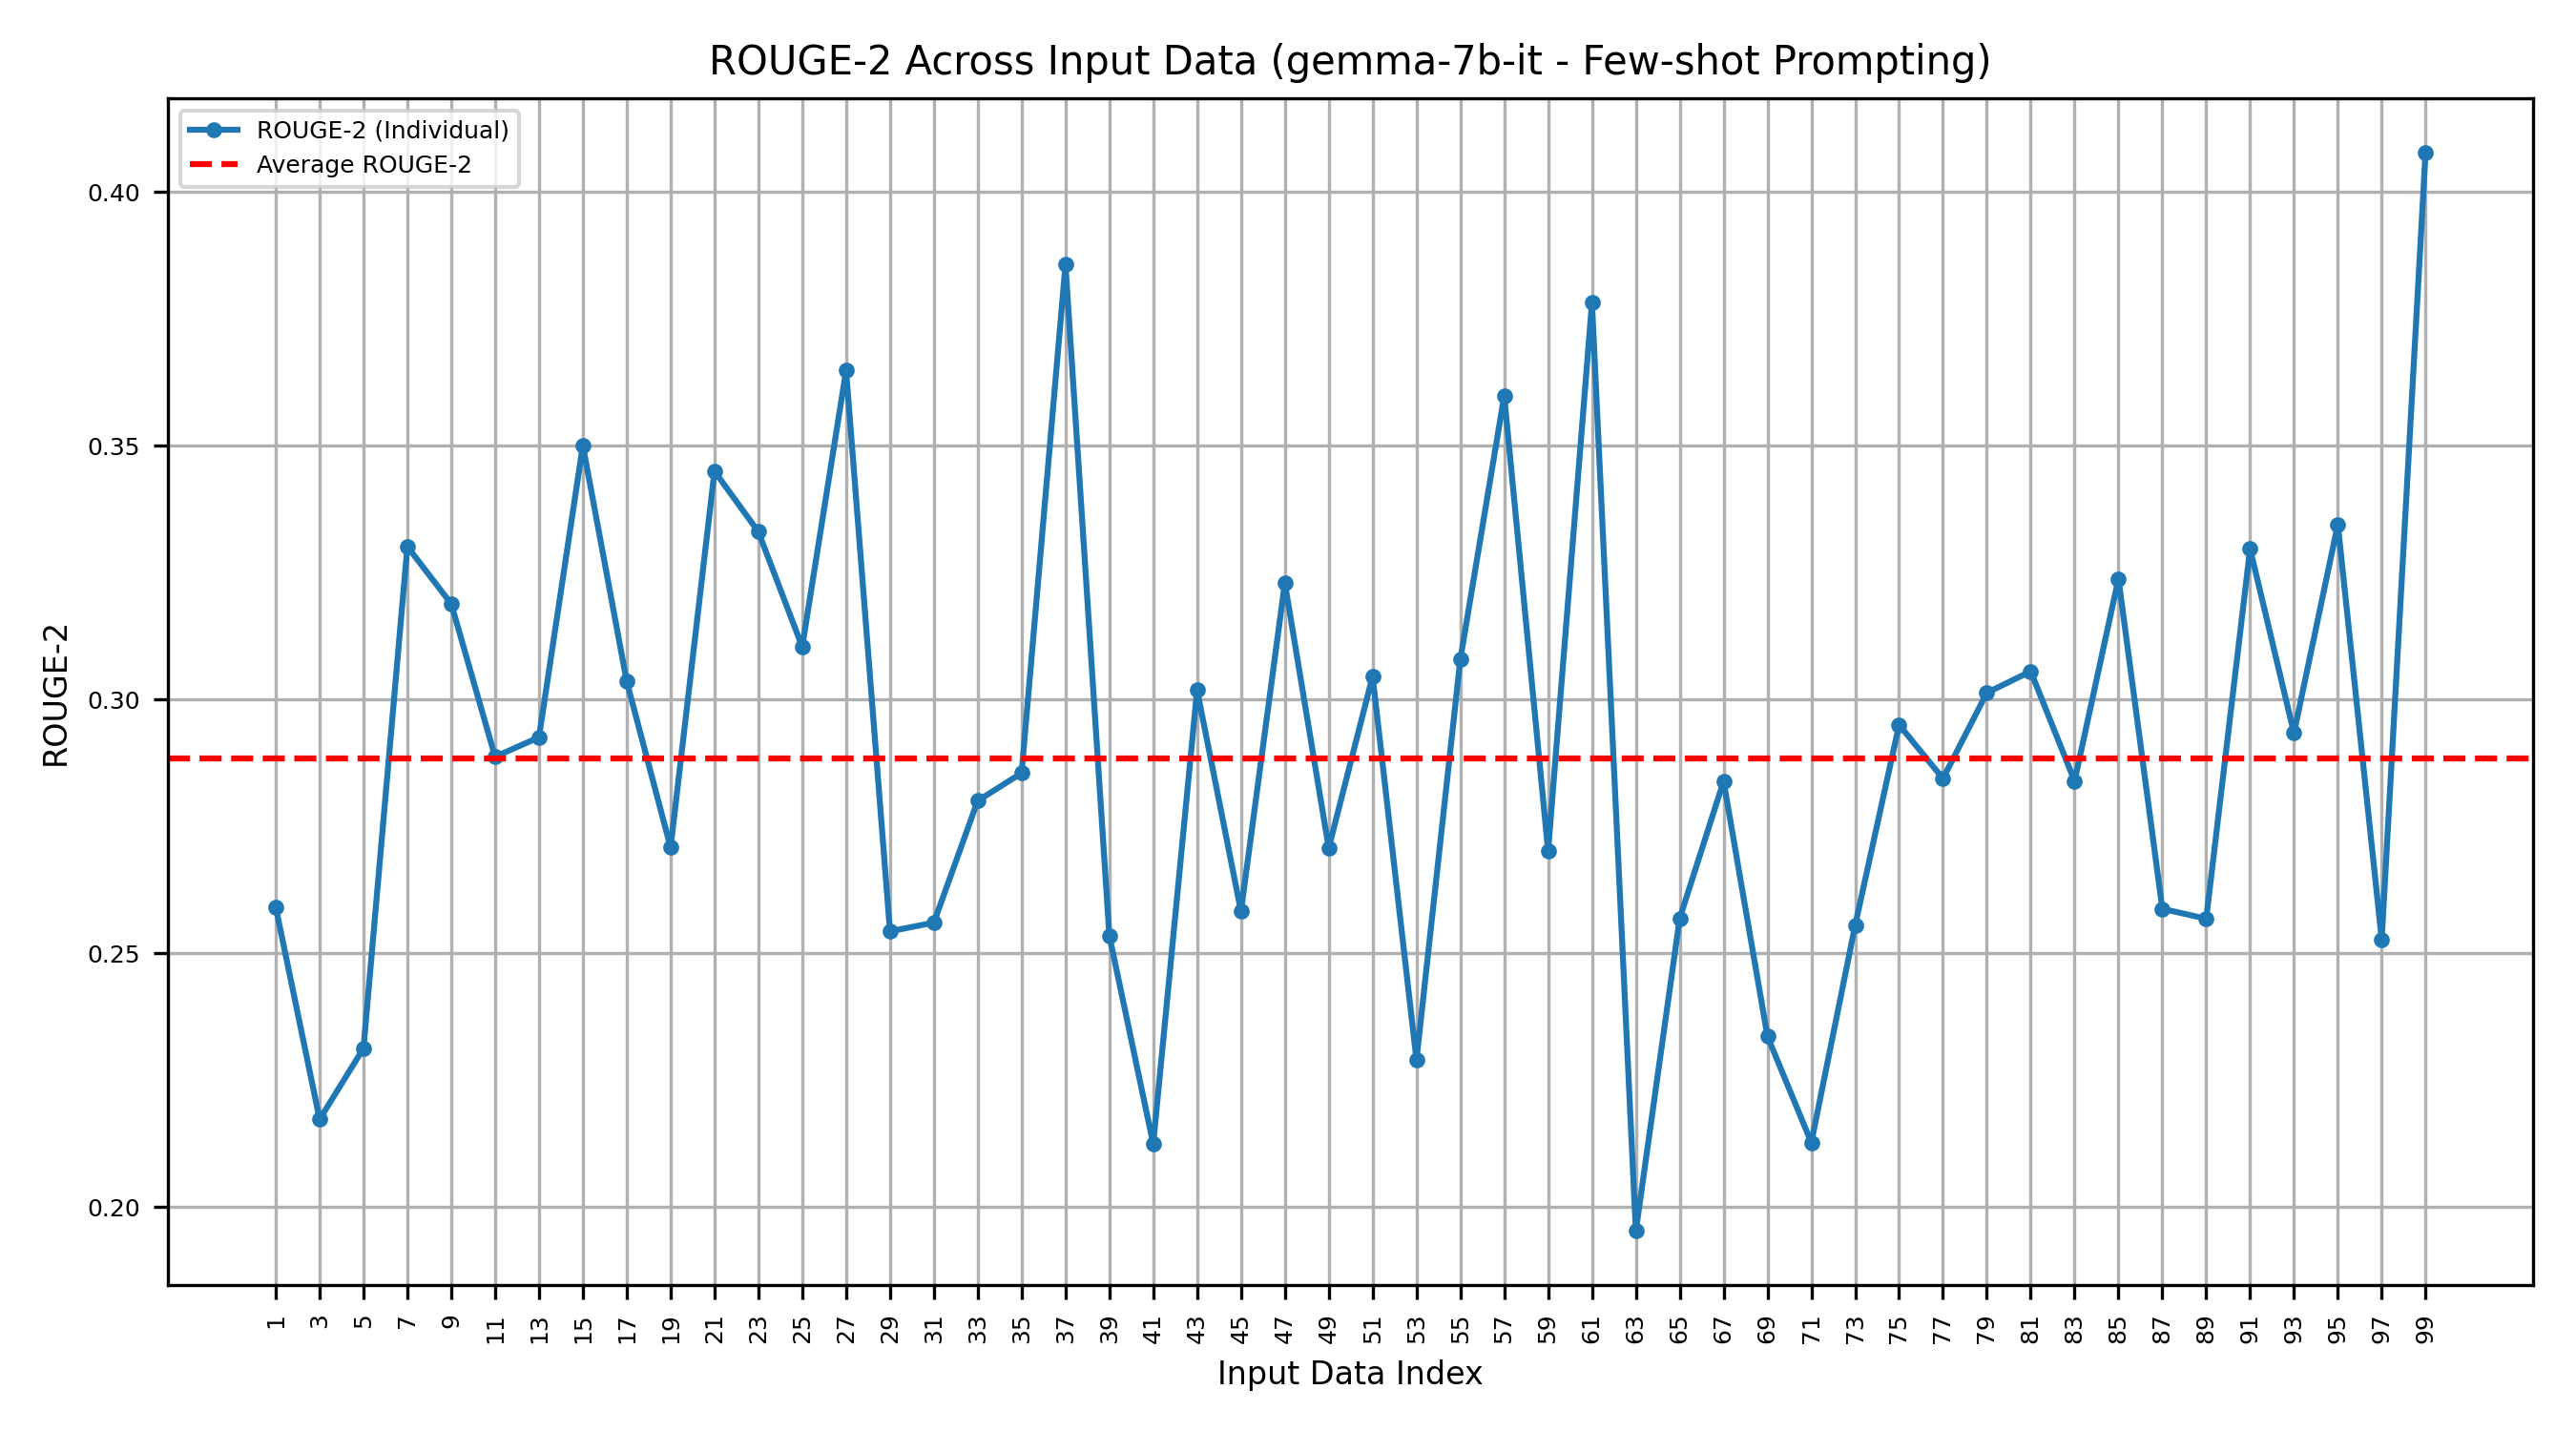 ROUGE-2 Across Input Data (gemma-7b-it - Few-shot Prompting)
ROUGE-2 (Individual)
Average ROUGE-2
0.40
0.35
0.30
0.25
0.20
ROUGE-2
1 3 5 7 9 11 13 15 17 19 21 23 25 27 29 31 33 35 37 39 41 43 45 47 49 51 53 55 57 59 61 63 65 67 69 71 73 75 77 79 81 83 85 87 89 91 93 95 97 99
Input Data Index